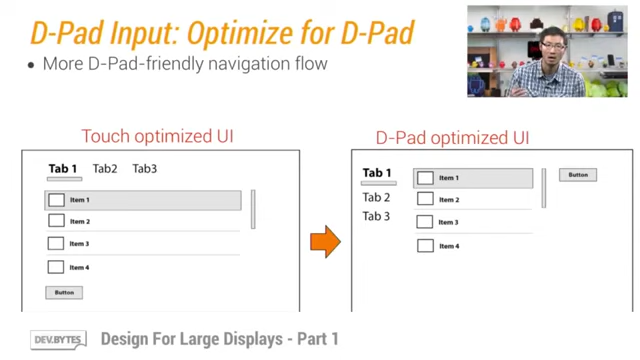 D-Pad Input: Optimize for D-Pad
• More D-Pad-friendly navigation flow
Touch optimized UI
Tab 1 Tab2 Tab3
Item 1
Item 2
Item 3
Item 4
Button
D-Pad optimized UI
Tab 1
Tab 2
Tab 3
Item 1
Item 2
Item 3
Item 4
Button
DEV.BYTES
Design For Large Displays - Part 1